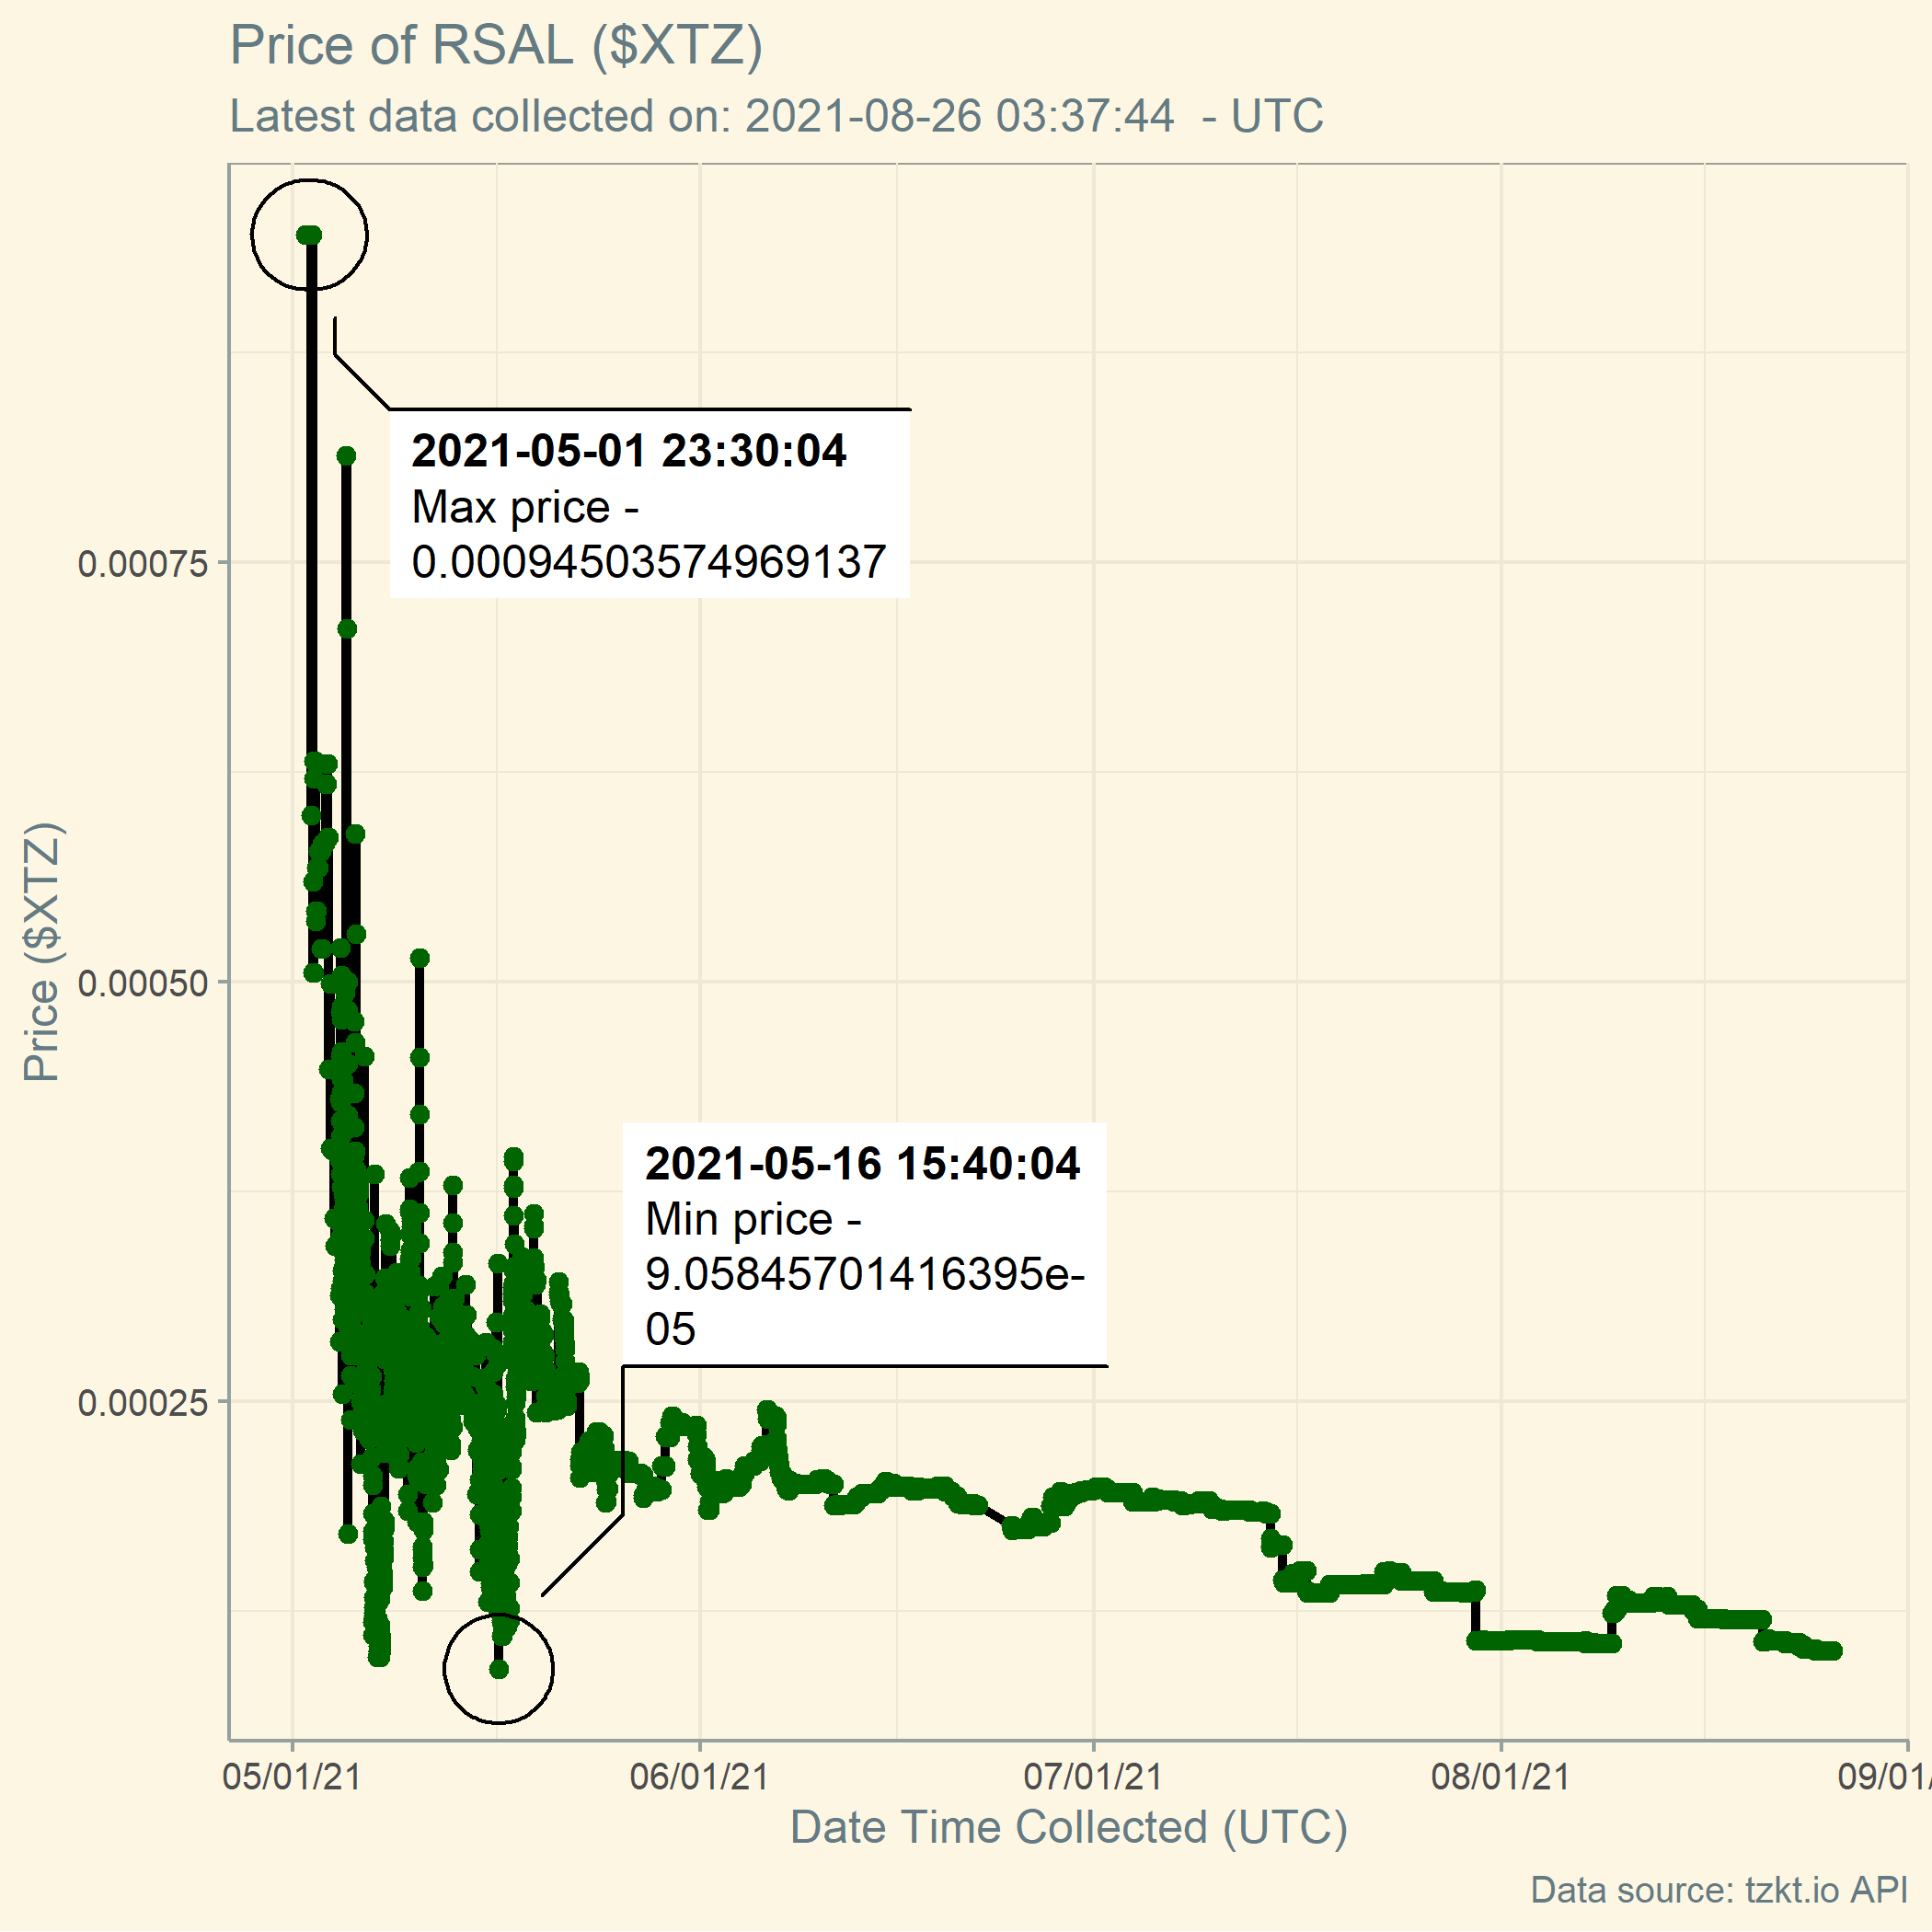 Price of RSAL ($XTZ)
Latest data collected on: 2021-08-26 03:37:44  - UTC
2021-05-01 23:30:04
Max price -
0.00094503574969137
0.00075
Price ($XTZ)
0.00050
2021-05-16 15:40:04
Min price -
9.05845701416395e-
05
0.00025
05/01/21
06/01/21
07/01/21
08/01/21
09/01/
Date Time Collected (UTC)
Data source: tzkt.io API